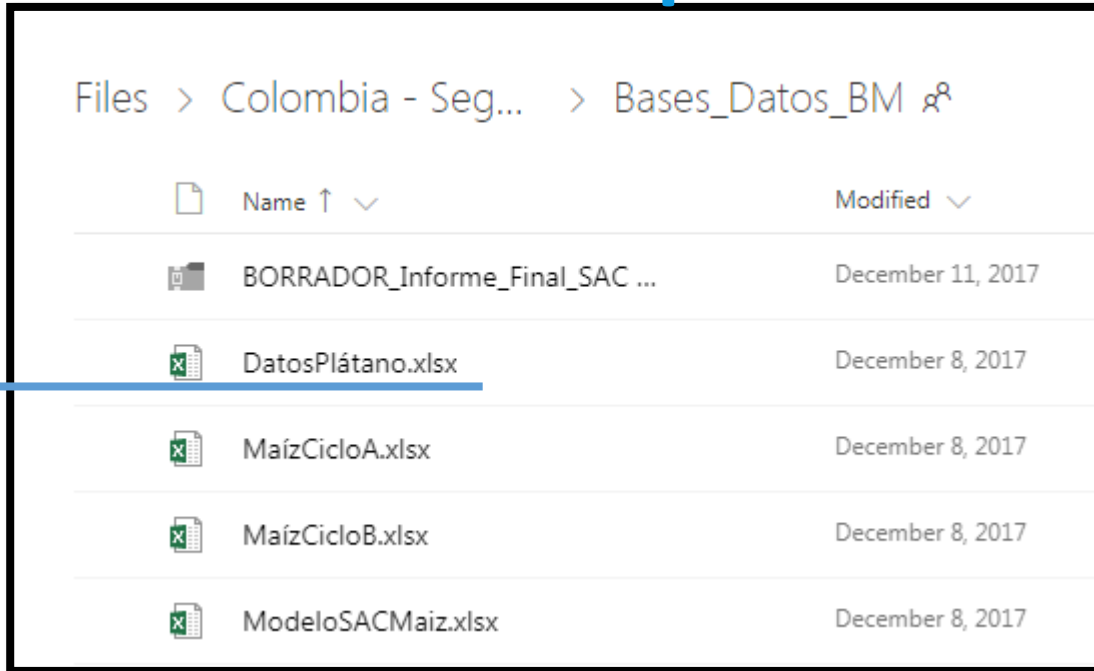 Files > Colombia - Seg... > Bases_Datos_BM
Name ↑ Modified
BORRADOR_Informe_Final_SAC ... December 11, 2017
DatosPlátano.xlsx December 8, 2017
MaízCicloA.xlsx December 8, 2017
MaízCicloB.xlsx December 8, 2017
ModeloSACMaiz.xlsx December 8, 2017